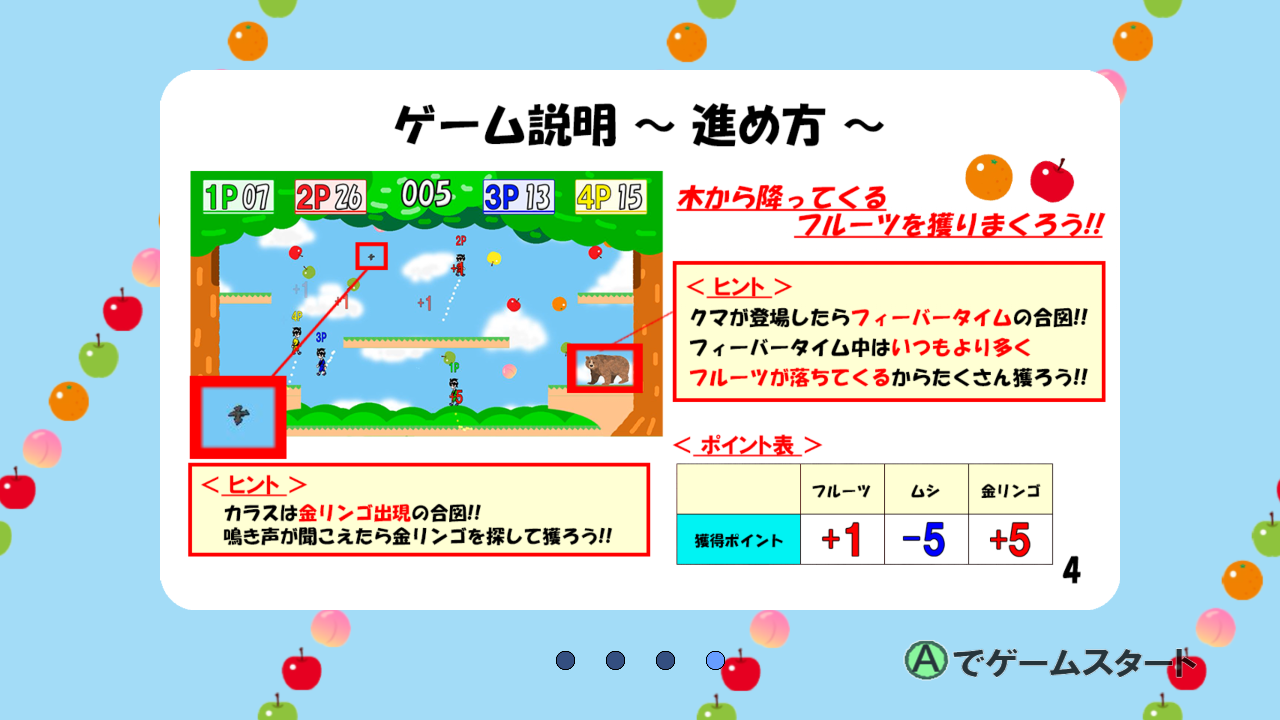 ゲーム説明 ～ 進め方 ～
1P 07 2P 26 005 3P 13 4P 15
木から降ってくる
フルーツを獲りまくろう!!
2P
+1
+1
+1
4P
3P
1P
+5
＜ ヒント ＞
クマが登場したらフィーバータイムの合図!!
フィーバータイム中はいつもより多く
フルーツが落ちてくるからたくさん獲ろう!!
＜ ヒント ＞
カラスは金リンゴ出現の合図!!
鳴き声が聞こえたら金リンゴを探して獲ろう!!
＜ ポイント表 ＞
フルーツ ムシ 金リンゴ
獲得ポイント +1 -5 +5
4
Aでゲームスタート